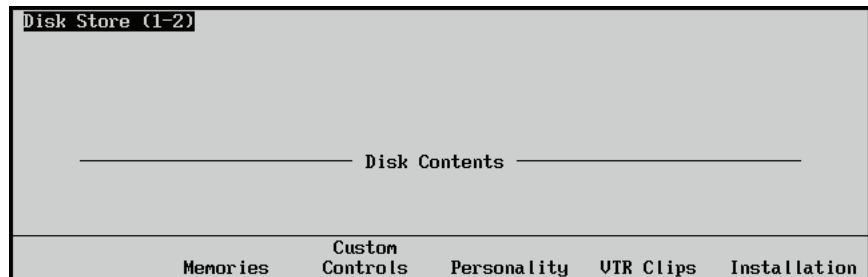 Disk Store (1-2)
Disk Contents
Custom
Memories Controls Personality VTR Clips Installation